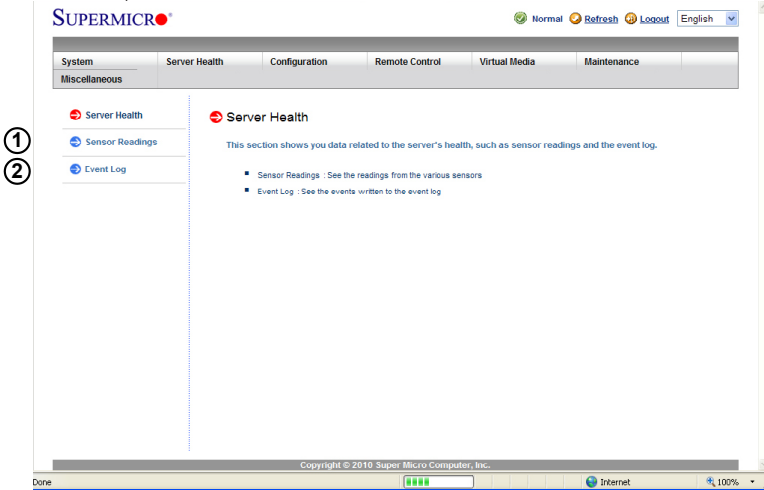 SUPERMICR®
Normal Refresh Logout English
System Server Health Configuration Remote Control Virtual Media Maintenance
Miscellaneous
Server Health
Server Health
1 Sensor Readings
This section shows you data related to the server's health, such as sensor readings and the event log.
2 Event Log
Sensor Readings : See the readings from the various sensors
Event Log : See the events written to the event log
Copyright © 2010 Super Micro Computer, Inc.
Done Internet 100%